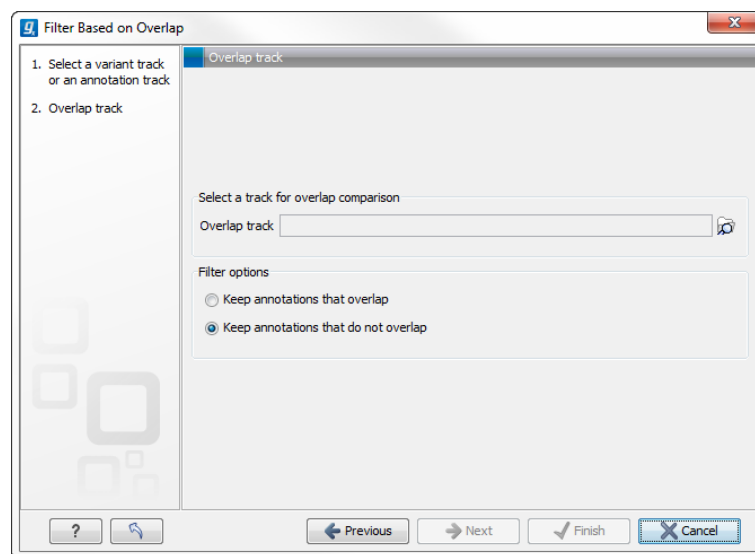 Filter Based on Overlap
1. Select a variant track
or an annotation track
2. Overlap track
Overlap track
Select a track for overlap comparison
Overlap track
Filter options
Keep annotations that overlap
Keep annotations that do not overlap
?
Previous
Next
Finish
Cancel